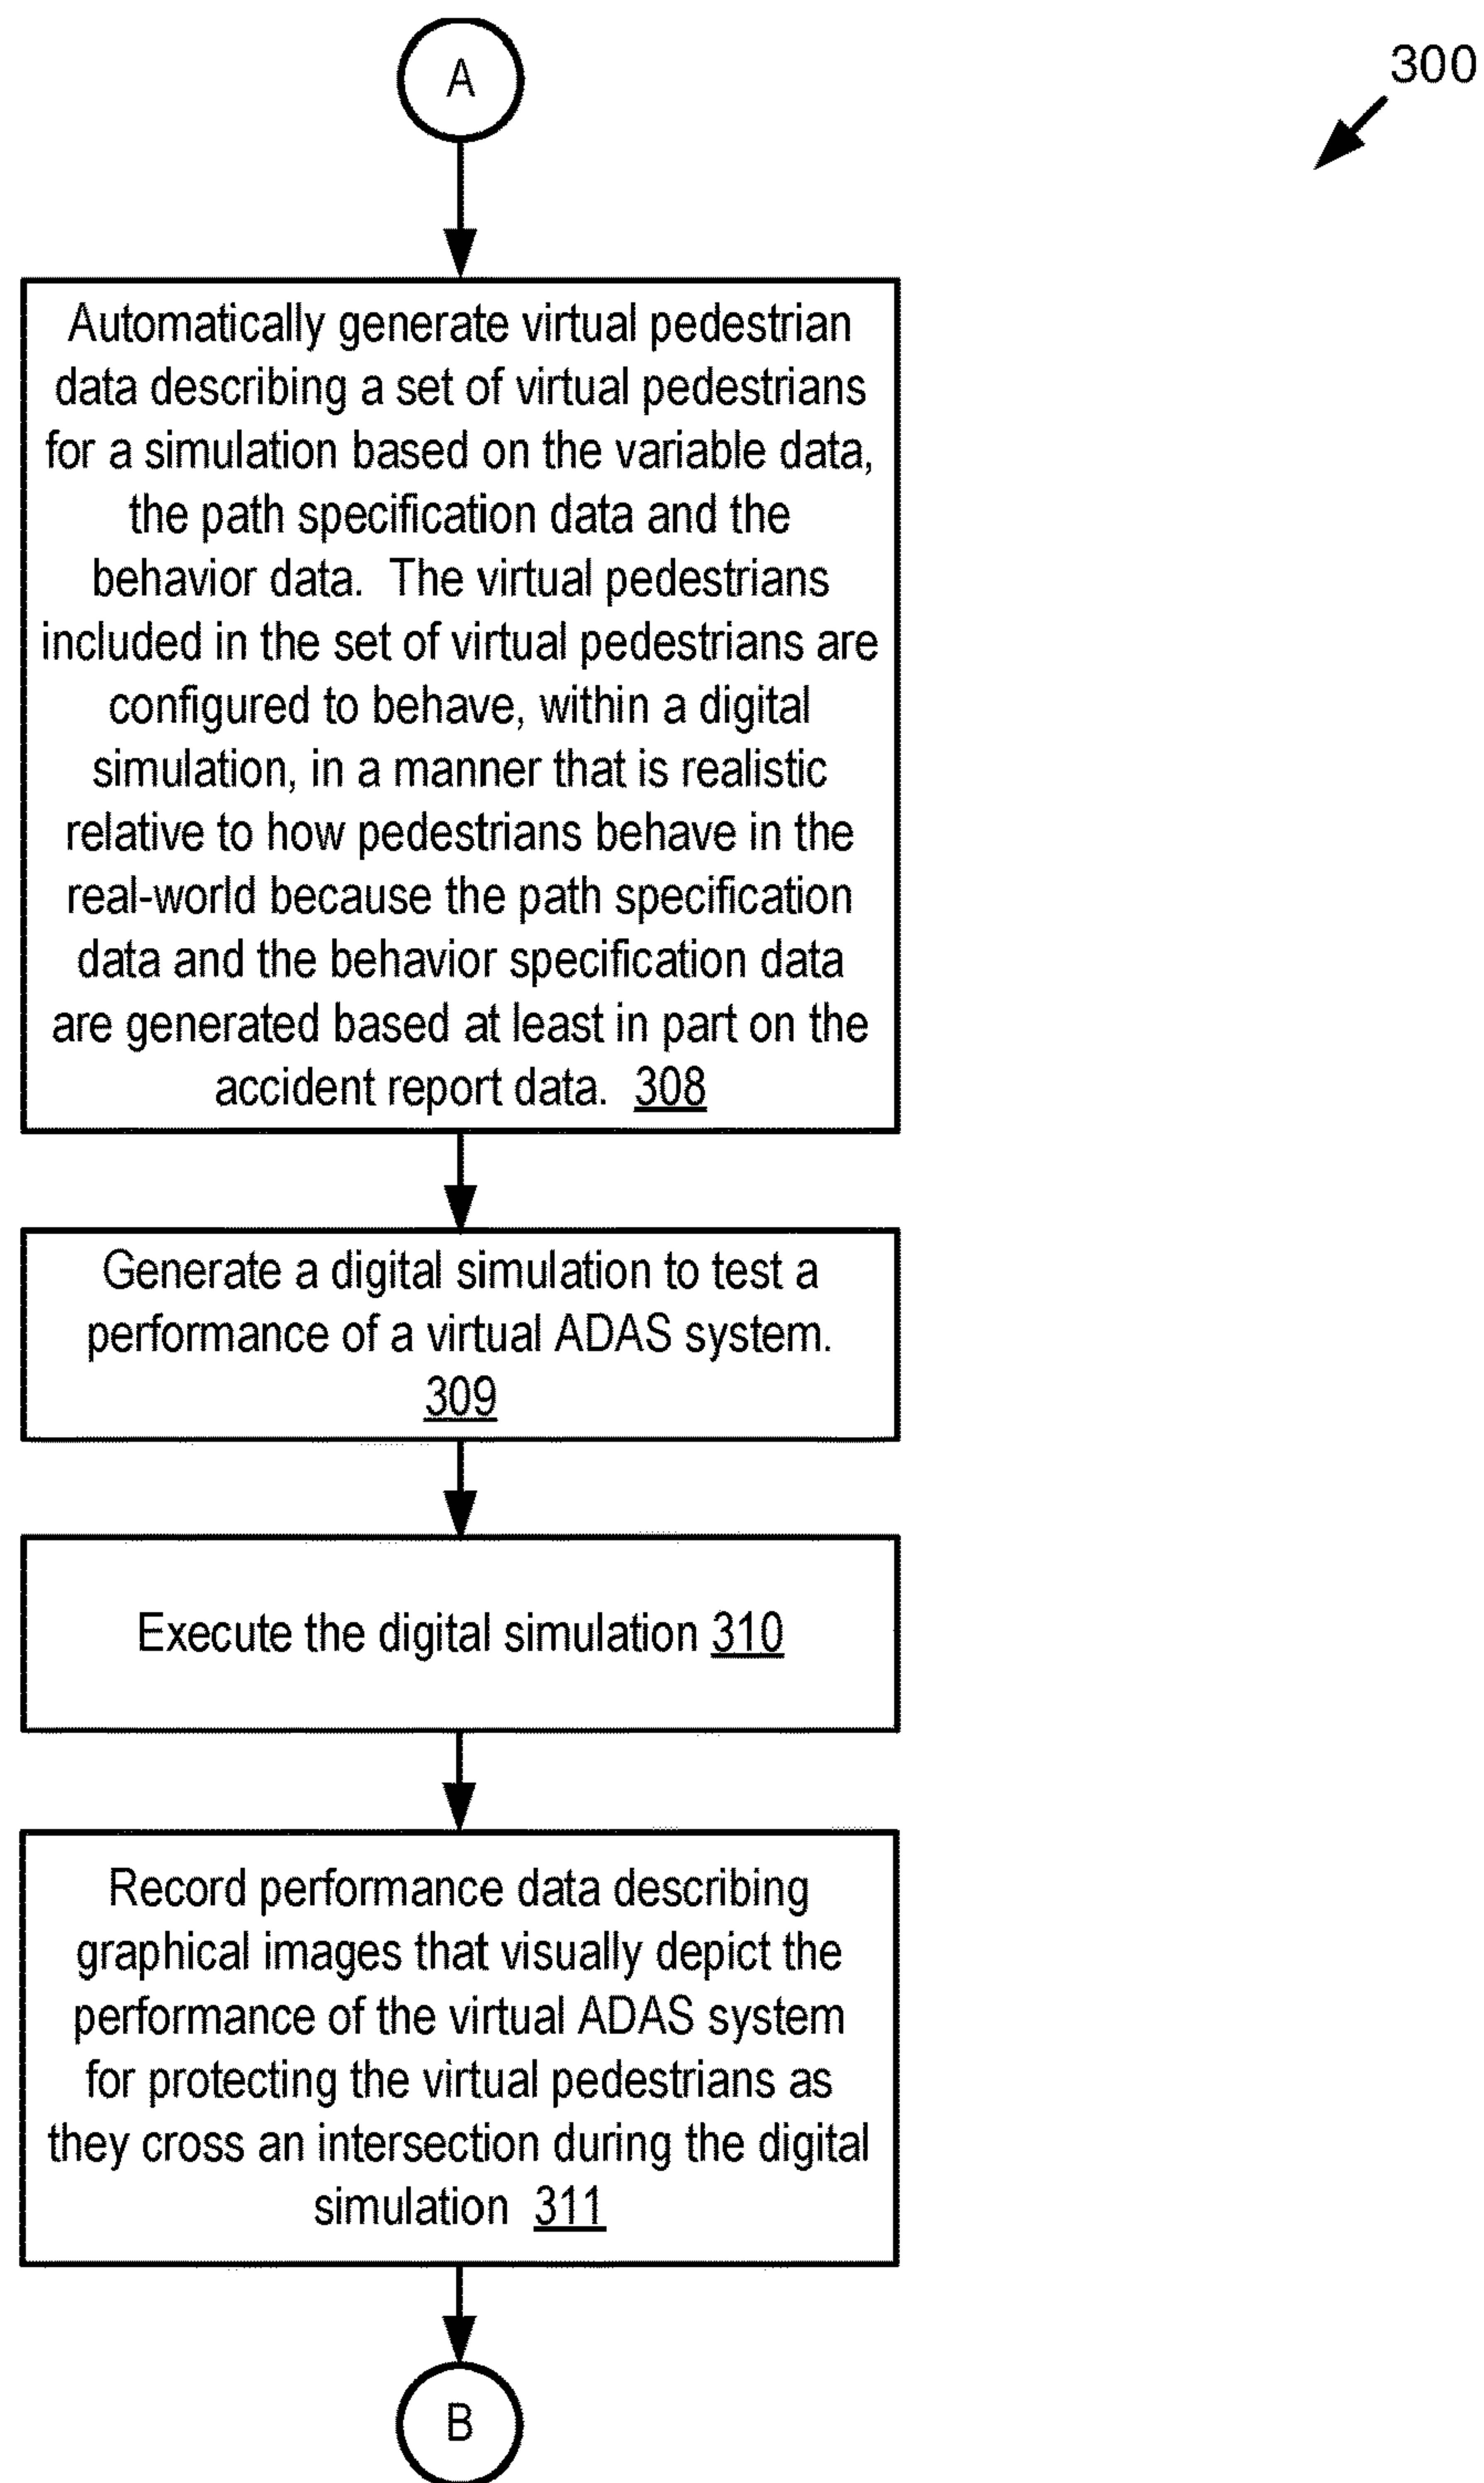 A
300
Automatically generate virtual pedestrian
data describing a set of virtual pedestrians
for a simulation based on the variable data,
the path specification data and the
behavior data. The virtual pedestrians
included in the set of virtual pedestrians are
configured to behave, within a digital
simulation, in a manner that is realistic
relative to how pedestrians behave in the
real-world because the path specification
data and the behavior specification data
are generated based at least in part on the
accident report data. 308
Generate a digital simulation to test a
performance of a virtual ADAS system.
309
Execute the digital simulation 310
Record performance data describing
graphical images that visually depict the
performance of the virtual ADAS system
for protecting the virtual pedestrians as
they cross an intersection during the digital
simulation 311
B